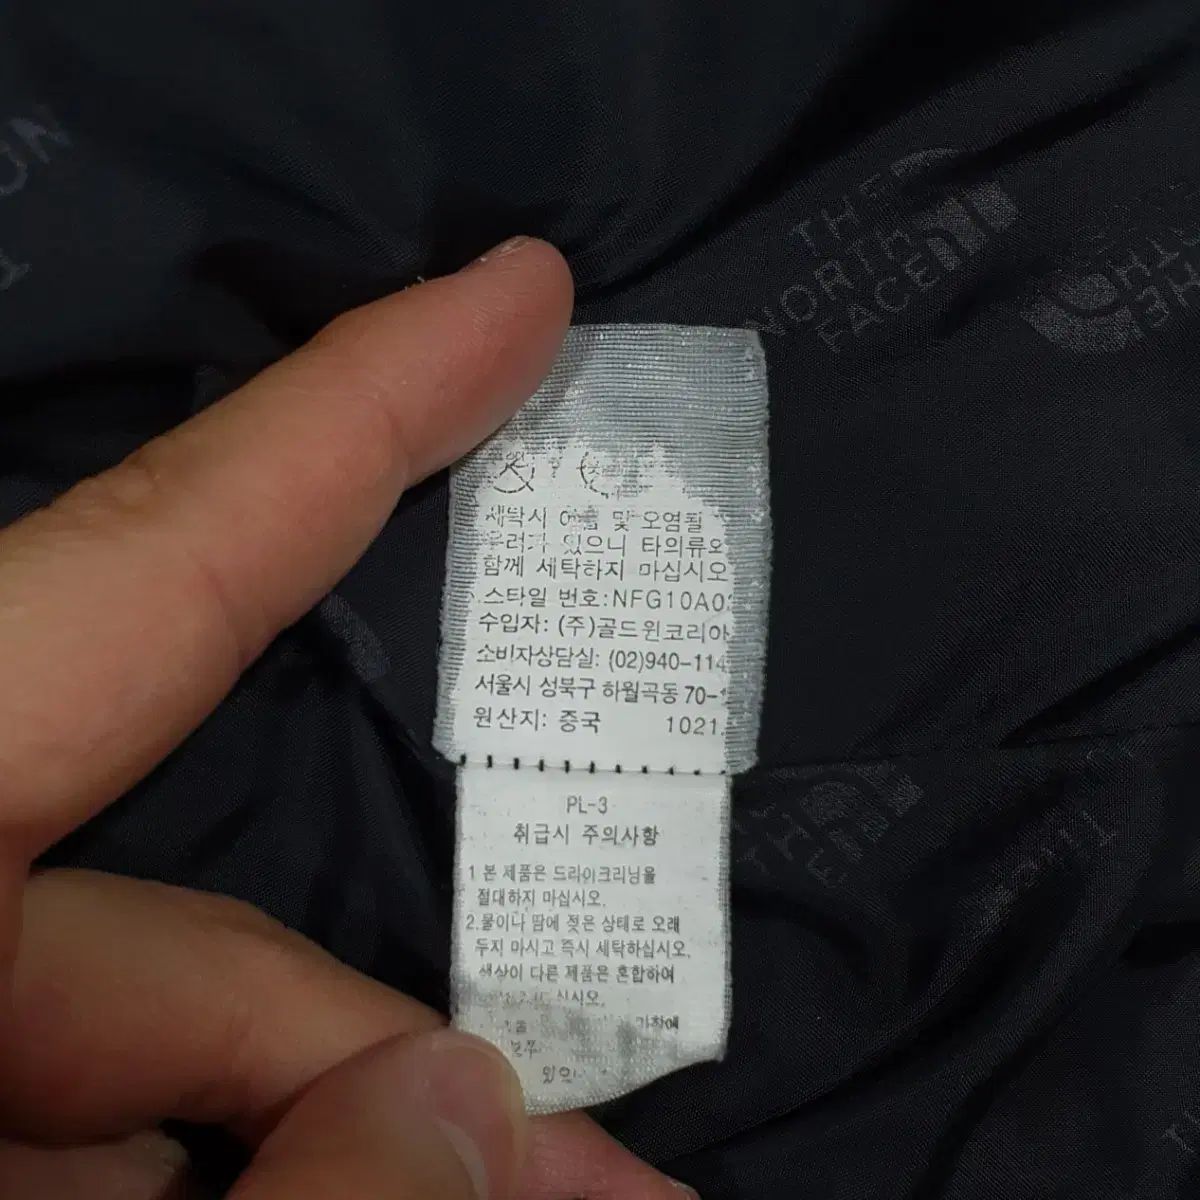 THE
NORTH
FACE
세탁시 이염 및 오염될
우려가 있으니 타의류와
함께 세탁하지 마십시오
스타일 번호:NFG10A0
수입자: (주)골드윈코리아
소비자상담실: (02)940-114
서울시 성북구 하월곡동 70-
원산지: 중국 1021.
PL-3
취급시 주의사항
1 본 제품은 드라이크리닝을
절대하지 마십시오.
2.물이나 땀에 젖은 상태로 오래
두지 마시고 즉시 세탁하십시오.
색상이 다른 제품은 혼합하여